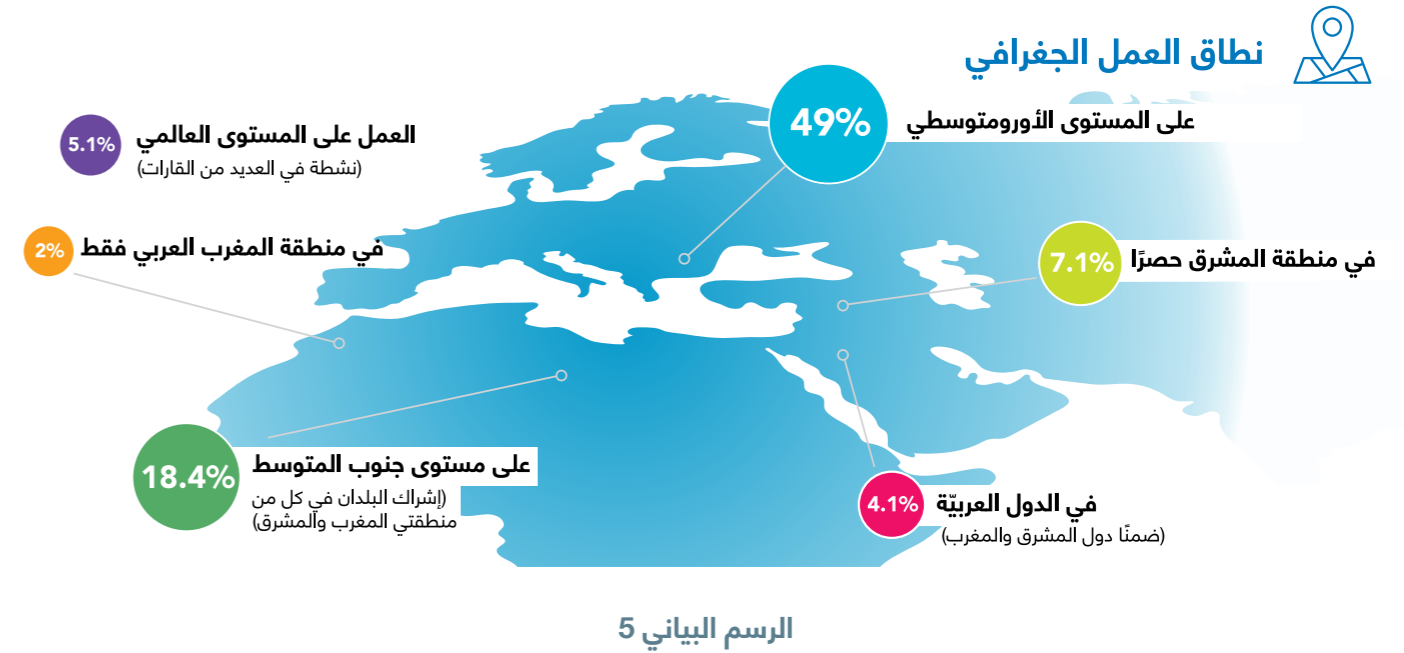 نطاق العمل الجغرافي
على المستوى الأورومتوسطي
49%
العمل على المستوى العالمي
(نشطة في العديد من القارات)
5.1%
في منطقة المغرب العربي فقط
2%
في منطقة المشرق حصرًا
7.1%
على مستوى جنوب المتوسط
(إشراك البلدان في كل من
منطقتي المغرب والمشرق)
18.4%
في الدول العربيّة
(ضمنًا دول المشرق والمغرب)
4.1%
الرسم البياني 5